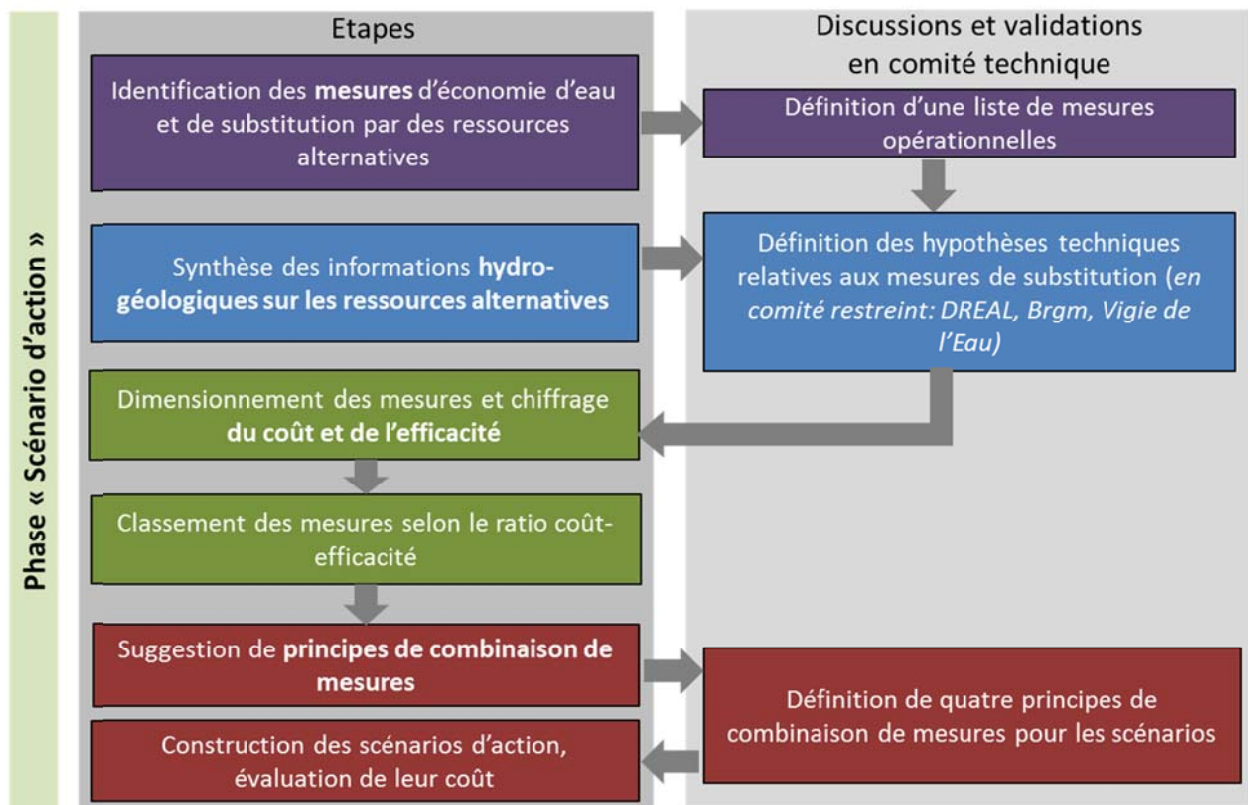 Phase « Scénario d'action »
Etapes
Identification des mesures d'économie d'eau
et de substitution par des ressources
alternatives
Synthèse des informations hydro-
géologiques sur les ressources alternatives
Dimensionnement des mesures et chiffrage
du coût et de l'efficacité
Classement des mesures selon le ratio coût-
efficacité
Suggestion de principes de combinaison de
mesures
Construction des scénarios d'action,
évaluation de leur coût
Discussions et validations
en comité technique
Définition d'une liste de mesures
opérationnelles
Définition des hypothèses techniques
relatives aux mesures de substitution (en
comité restreint: DREAL, Brgm, Vigie de
l'Eau)
Définition de quatre principes de
combinaison de mesures pour les scénarios